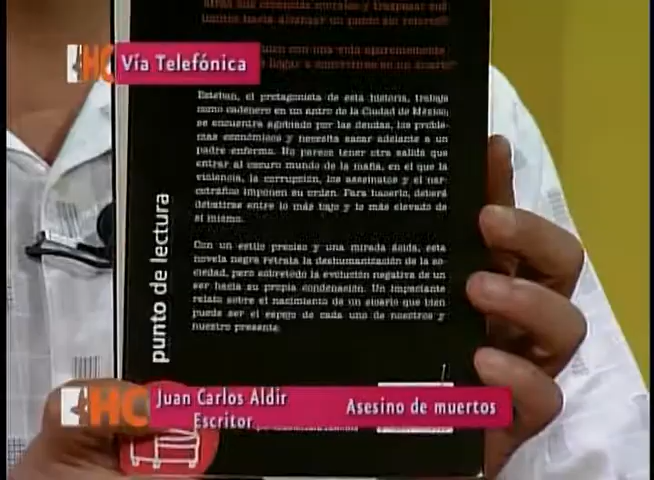 HC Vía Telefónica
Esteban, el protagonista de esta historia, trabaja
como cadenero en un antro de la Ciudad de México,
se encuentra agobiado por las deudas, los proble-
mas económicos y necesita sacar adelante a un
padre enfermo. No parece tener otra salida que
entrar al oscuro mundo de la mafia, en el que la
violencia, la corrupción, los asesinatos y el nar-
cotráfico imponen su orden. Para hacerlo, deberá
debatirse entre lo más bajo y lo más elevado de
sí mismo.
Con un estilo preciso y una mirada ácida, esta
novela negra retrata la deshumanización de la so-
ciedad, pero sobretodo la evolución negativa de un
ser hacia su propia condenación. Un impactante
relato sobre el nacimiento de un sicario que bien
puede ser el espejo de cada uno de nosotros y
nuestro presente.
punto de lectura
HC Juan Carlos Aldir
Escritor
Asesino de muertos